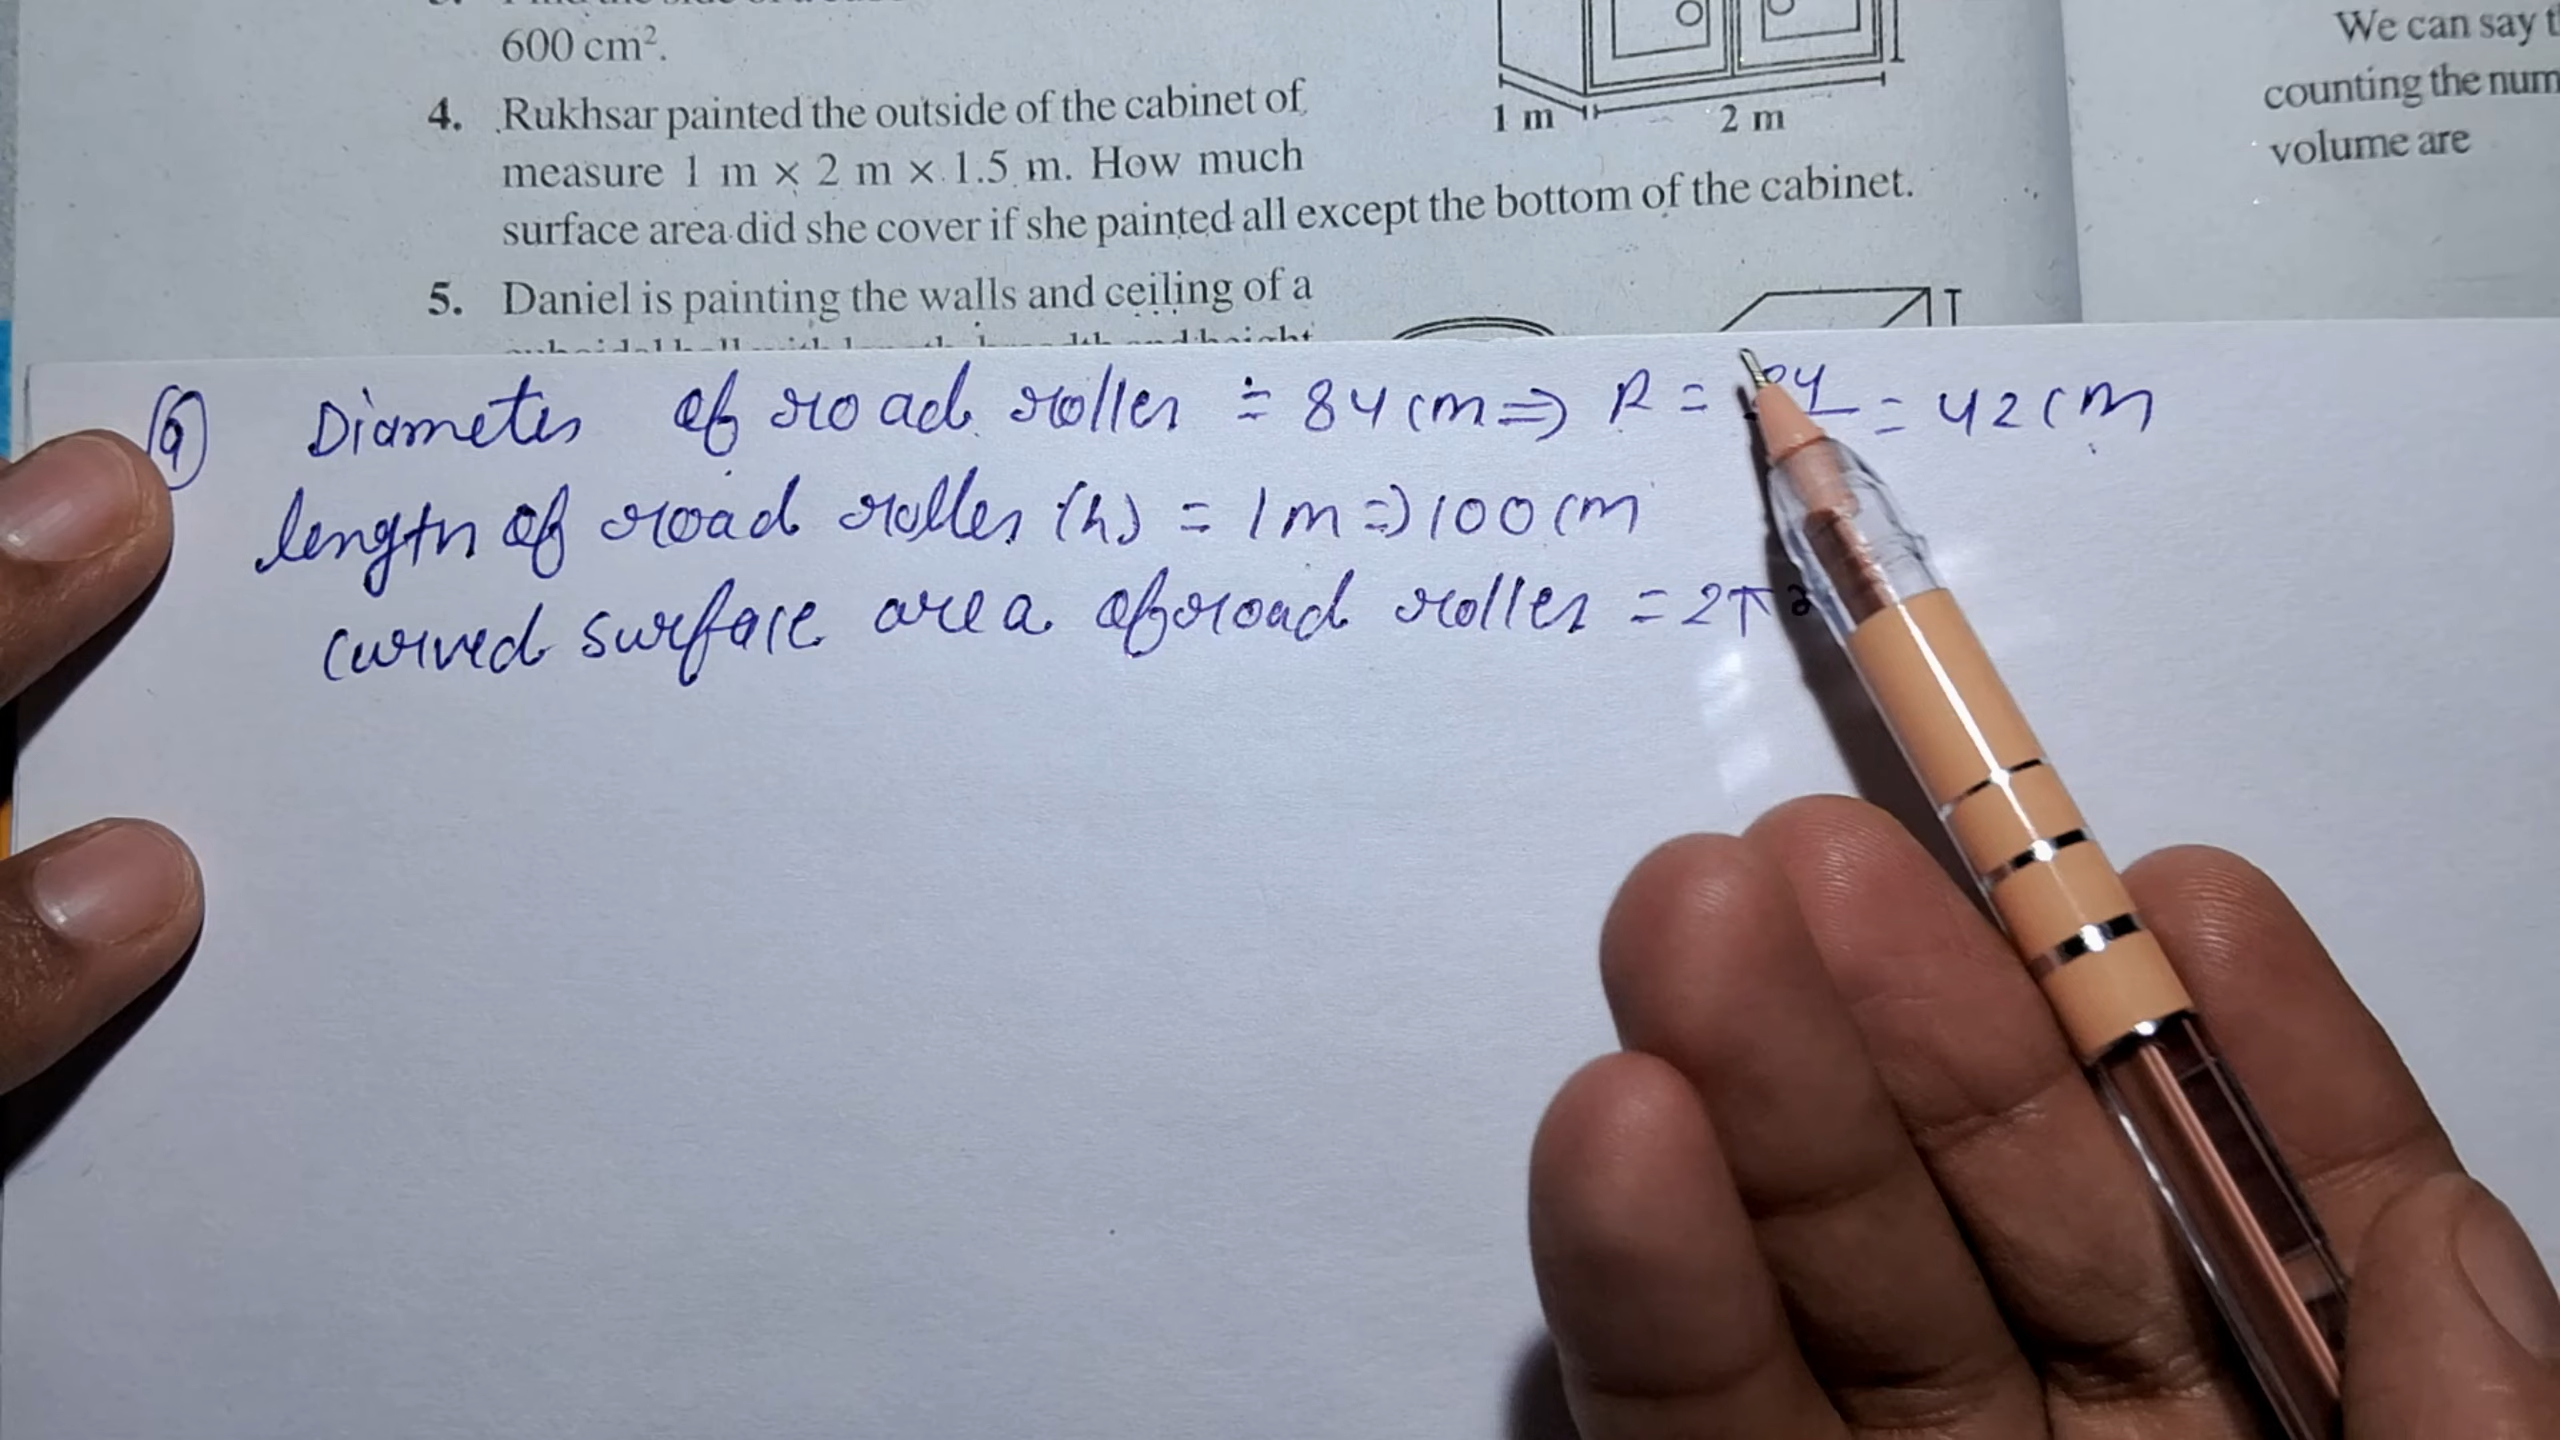 600 cm².
1 m
2 m
4. Rukhsar painted the outside of the cabinet of
measure 1 m × 2 m × 1.5 m. How much
surface area did she cover if she painted all except the bottom of the cabinet.
5. Daniel is painting the walls and ceiling of a
We can say t
counting the num
volume are
Diameter of road roller = 84 cm ⇒ R = 84 = 42 cm
length of road roller (h) = 1m ⇒ 100 cm
curved surface area of road roller = 2π